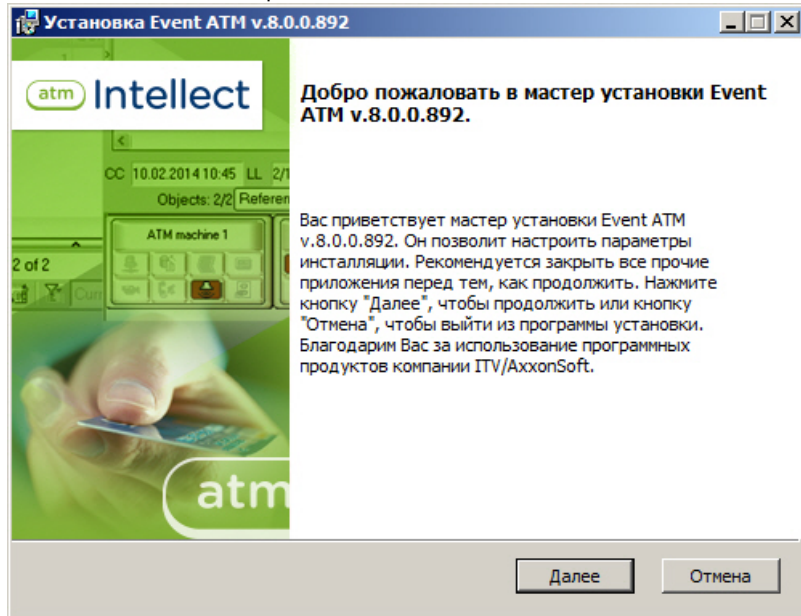 Установка Event ATM v.8.0.0.892
atm Intellect
Добро пожаловать в мастер установки Event
ATM v.8.0.0.892.
CC 10.02.2014 10:45 LL 2/1
Objects: 2/2
ATM machine 1
2 of 2
Вас приветствует мастер установки Event ATM
v.8.0.0.892. Он позволит настроить параметры
инсталляции. Рекомендуется закрыть все прочие
приложения перед тем, как продолжить. Нажмите
кнопку "Далее", чтобы продолжить или кнопку
"Отмена", чтобы выйти из программы установки.
Благодарим Вас за использование программных
продуктов компании ITV/AxxonSoft.
atm
Далее
Отмена